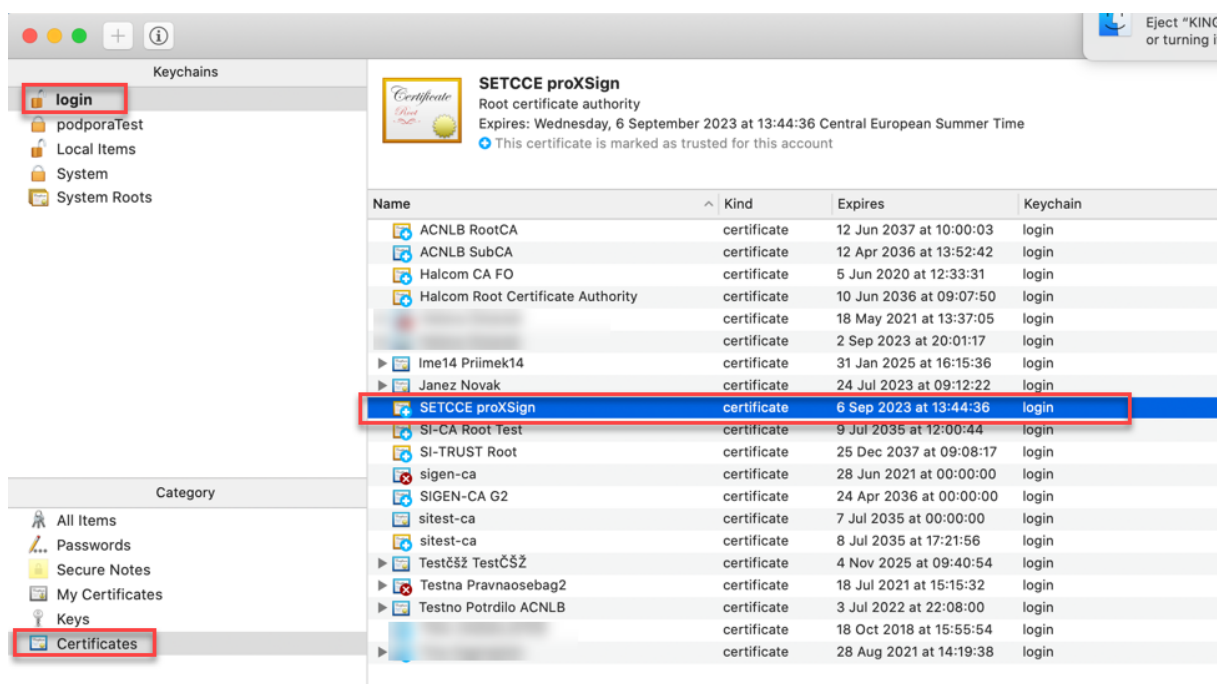 Eject "KING
or turning i
Keychains
login
podporaTest
Local Items
System
System Roots
Certificate
Root
SETCCE proXSign
Root certificate authority
Expires: Wednesday, 6 September 2023 at 13:44:36 Central European Summer Time
This certificate is marked as trusted for this account
Name Kind Expires Keychain
ACNLB RootCA certificate 12 Jun 2037 at 10:00:03 login
ACNLB SubCA certificate 12 Apr 2036 at 13:52:42 login
Halcom CA FO certificate 5 Jun 2020 at 12:33:31 login
Halcom Root Certificate Authority certificate 10 Jun 2036 at 09:07:50 login
certificate 18 May 2021 at 13:37:05 login
certificate 2 Sep 2023 at 20:01:17 login
Ime14 Priimek14 certificate 31 Jan 2025 at 16:15:36 login
Janez Novak certificate 24 Jul 2023 at 09:12:22 login
SETCCE proXSign certificate 6 Sep 2023 at 13:44:36 login
SI-CA Root Test certificate 9 Jul 2035 at 12:00:44 login
SI-TRUST Root certificate 25 Dec 2037 at 09:08:17 login
sigen-ca certificate 28 Jun 2021 at 00:00:00 login
SIGEN-CA G2 certificate 24 Apr 2036 at 00:00:00 login
sitest-ca certificate 7 Jul 2035 at 00:00:00 login
sitest-ca certificate 8 Jul 2035 at 17:21:56 login
Testčšž TestČŠŽ certificate 4 Nov 2025 at 09:40:54 login
Testna Pravnaosebag2 certificate 18 Jul 2021 at 15:15:32 login
Testno Potrdilo ACNLB certificate 3 Jul 2022 at 22:08:00 login
certificate 18 Oct 2018 at 15:55:54 login
certificate 28 Aug 2021 at 14:19:38 login
Category
All Items
Passwords
Secure Notes
My Certificates
Keys
Certificates